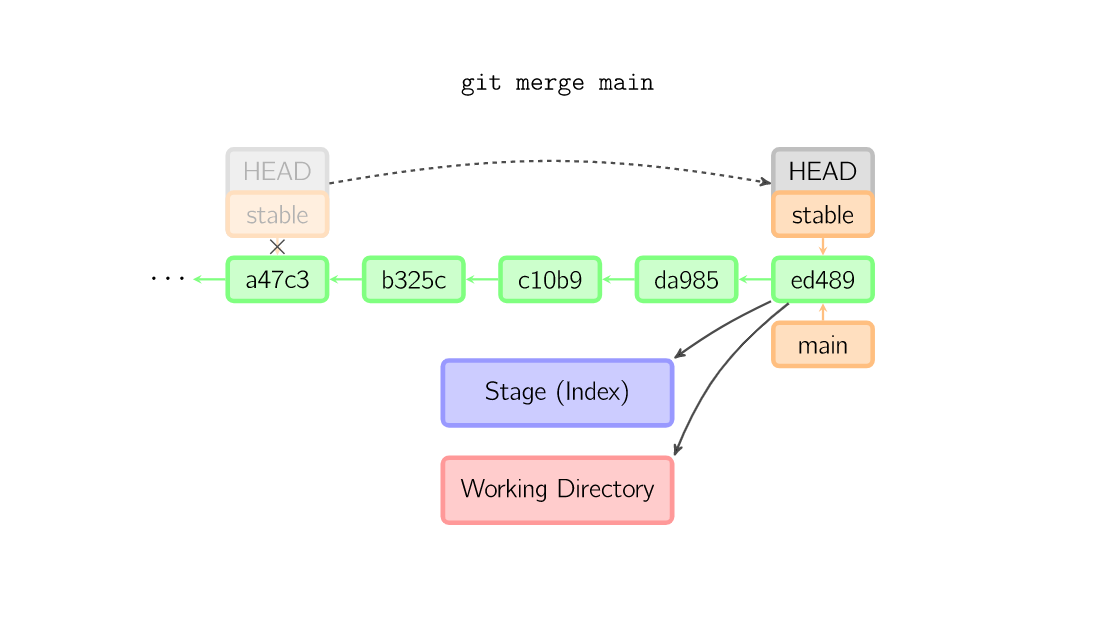 git merge main
HEAD
HEAD
stable
stable
... a47c3 b325c c10b9 da985 ed489
main
Stage (Index)
Working Directory